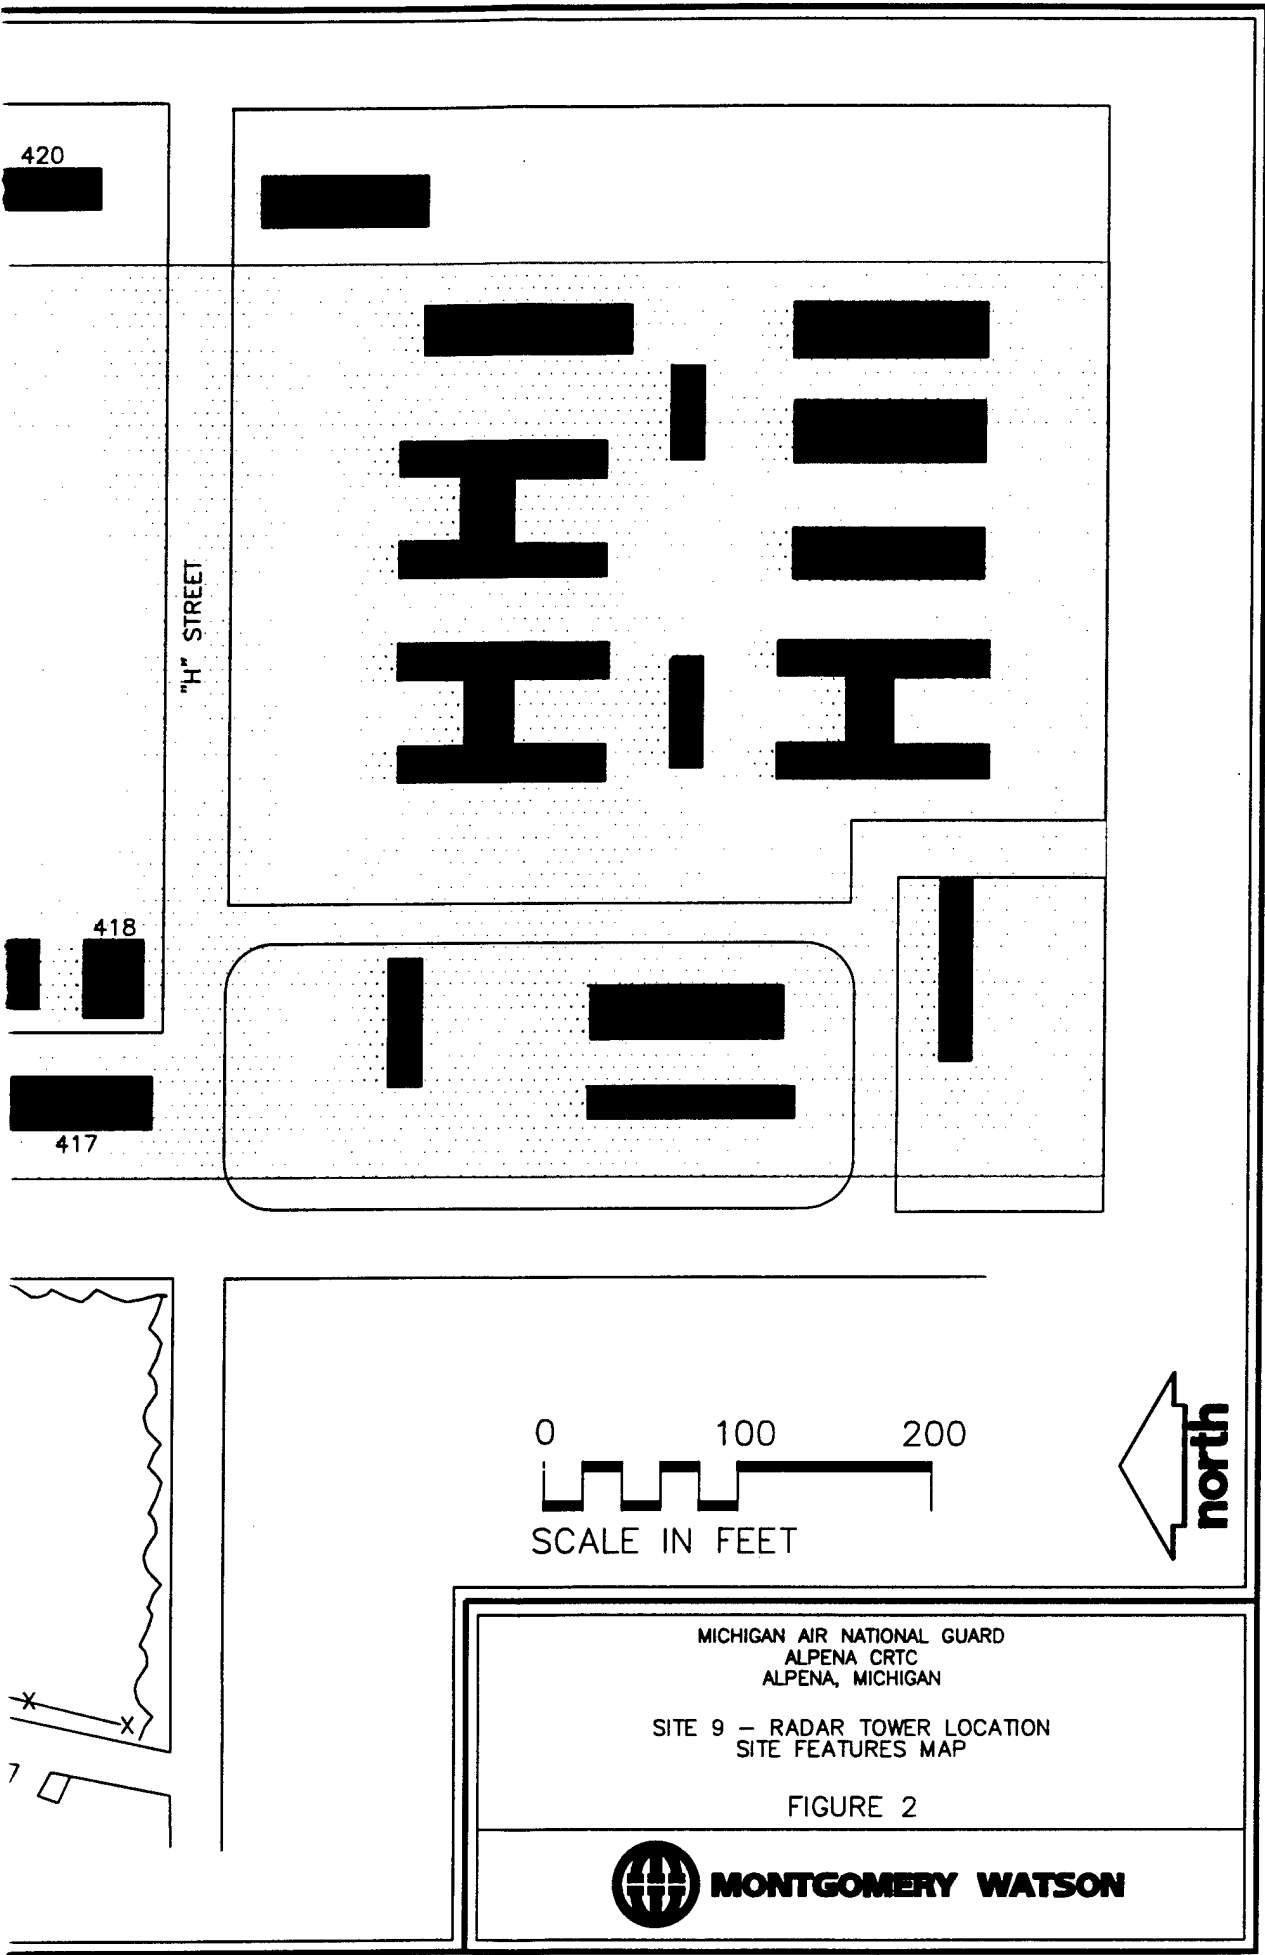 420
"H" STREET
418
417
7
0 100 200
SCALE IN FEET
north
MICHIGAN AIR NATIONAL GUARD
ALPENA CRTC
ALPENA, MICHIGAN
SITE 9 – RADAR TOWER LOCATION
SITE FEATURES MAP
FIGURE 2
MONTGOMERY WATSON